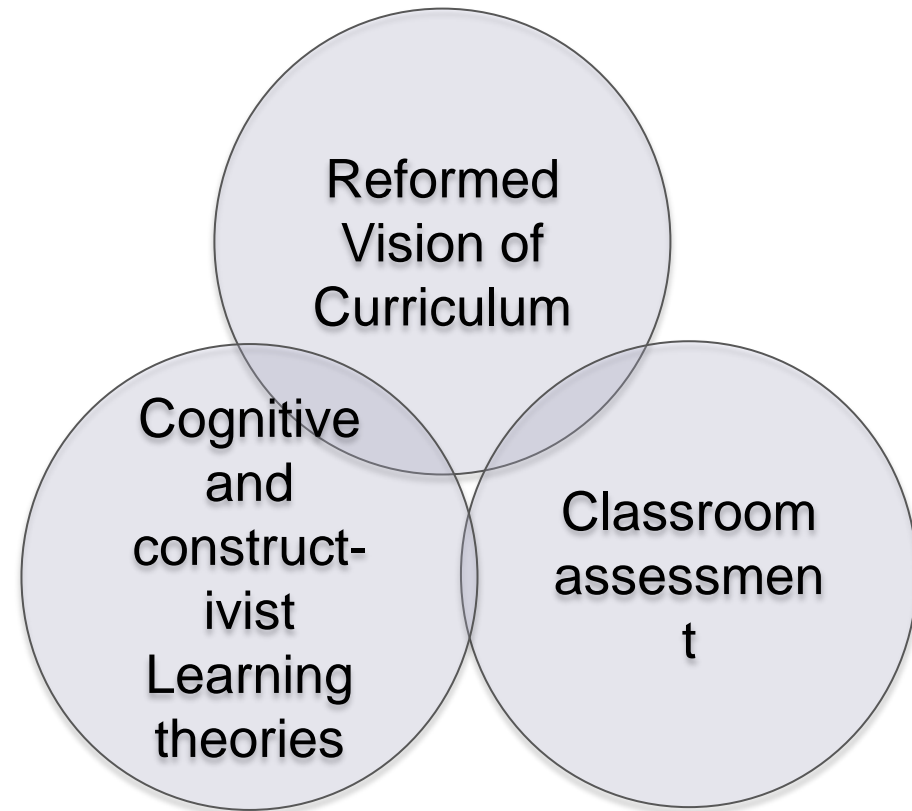 Reformed
Vision of
Curriculum
Cognitive
and
construct-
ivist
Learning
theories
Classroom
assessmen
t